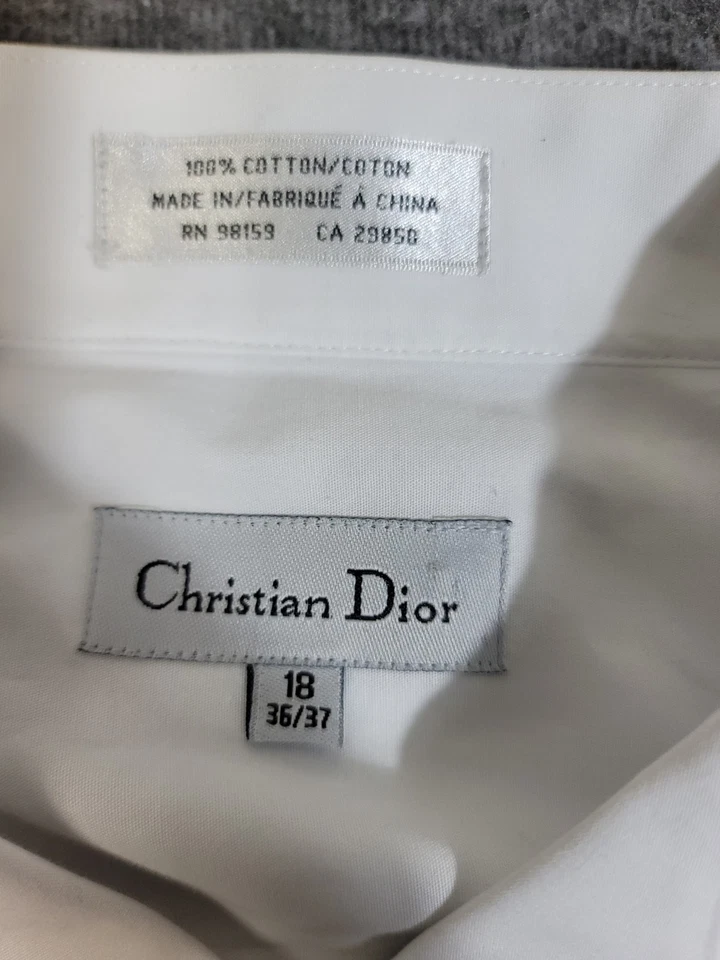 100% COTTON/COTON
MADE IN/FABRIQUÉ À CHINA
RN 98159 CA 29850
Christian Dior
18
36/37